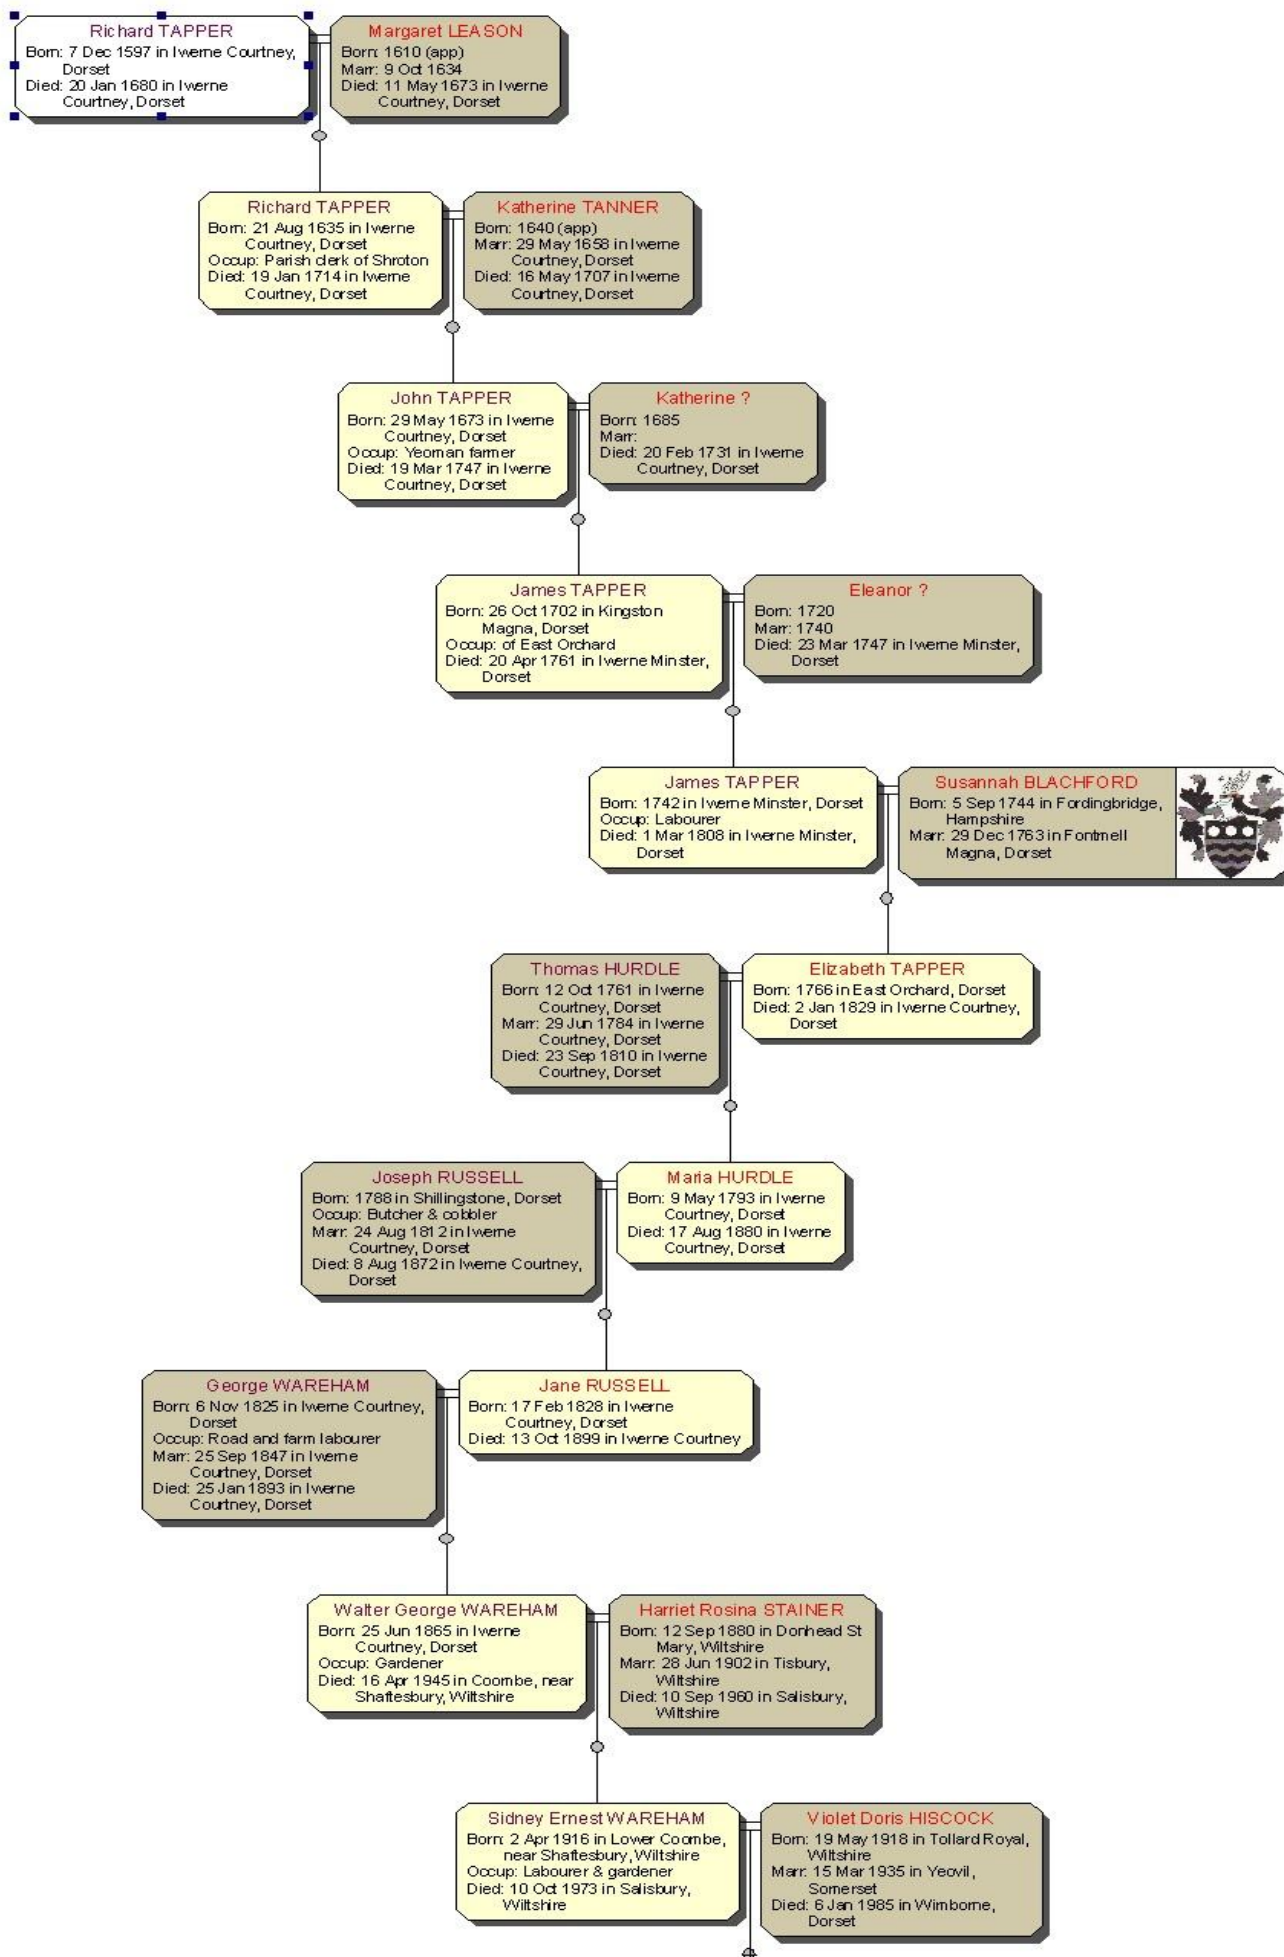 Richard TAPPER
Born: 7 Dec 1597 in Iwerne Courtney,
Dorset
Died: 20 Jan 1680 in Iwerne
Courtney, Dorset
Margaret LEASON
Born: 1610 (app)
Marr: 9 Oct 1634
Died: 11 May 1673 in Iwerne
Courtney, Dorset
Richard TAPPER
Born: 21 Aug 1635 in Iwerne
Courtney, Dorset
Occup: Parish clerk of Shroton
Died: 19 Jan 1714 in Iwerne
Courtney, Dorset
Katherine TANNER
Born: 1640 (app)
Marr: 29 May 1658 in Iwerne
Courtney, Dorset
Died: 16 May 1707 in Iwerne
Courtney, Dorset
John TAPPER
Born: 29 May 1673 in Iwerne
Courtney, Dorset
Occup: Yeoman farmer
Died: 19 Mar 1747 in Iwerne
Courtney, Dorset
Katherine ?
Born: 1685
Marr:
Died: 20 Feb 1731 in Iwerne
Courtney, Dorset
James TAPPER
Born: 26 Oct 1702 in Kingston
Magna, Dorset
Occup: of East Orchard
Died: 20 Apr 1761 in Iwerne Minster,
Dorset
Eleanor ?
Born: 1720
Marr: 1740
Died: 23 Mar 1747 in Iwerne Minster,
Dorset
James TAPPER
Born: 1742 in Iwerne Minster, Dorset
Occup: Labourer
Died: 1 Mar 1808 in Iwerne Minster,
Dorset
Susannah BLACHFORD
Born: 5 Sep 1744 in Fordingbridge,
Hampshire
Marr: 29 Dec 1763 in Fontmell
Magna, Dorset
Thomas HURDLE
Born: 12 Oct 1761 in Iwerne
Courtney, Dorset
Marr: 29 Jun 1784 in Iwerne
Courtney, Dorset
Died: 23 Sep 1810 in Iwerne
Courtney, Dorset
Elizabeth TAPPER
Born: 1766 in East Orchard, Dorset
Died: 2 Jan 1829 in Iwerne Courtney,
Dorset
Joseph RUSSELL
Born: 1788 in Shillingstone, Dorset
Occup: Butcher & cobbler
Marr: 24 Aug 1812 in Iwerne
Courtney, Dorset
Died: 8 Aug 1872 in Iwerne Courtney,
Dorset
Maria HURDLE
Born: 9 May 1793 in Iwerne
Courtney, Dorset
Died: 17 Aug 1880 in Iwerne
Courtney, Dorset
George WAREHAM
Born: 6 Nov 1825 in Iwerne Courtney,
Dorset
Occup: Road and farm labourer
Marr: 25 Sep 1847 in Iwerne
Courtney, Dorset
Died: 25 Jan 1893 in Iwerne
Courtney, Dorset
Jane RUSSELL
Born: 17 Feb 1828 in Iwerne
Courtney, Dorset
Died: 13 Oct 1899 in Iwerne Courtney
Walter George WAREHAM
Born: 25 Jun 1865 in Iwerne
Courtney, Dorset
Occup: Gardener
Died: 16 Apr 1945 in Coombe, near
Shaftesbury, Wiltshire
Harriet Rosina STAINER
Born: 12 Sep 1880 in Donhead St
Mary, Wiltshire
Marr: 28 Jun 1902 in Tisbury,
Wiltshire
Died: 10 Sep 1960 in Salisbury,
Wiltshire
Sidney Ernest WAREHAM
Born: 2 Apr 1916 in Lower Coombe,
near Shaftesbury, Wiltshire
Occup: Labourer & gardener
Died: 10 Oct 1973 in Salisbury,
Wiltshire
Violet Doris HISCOCK
Born: 19 May 1918 in Tollard Royal,
Wiltshire
Marr: 15 Mar 1935 in Yeovil,
Somerset
Died: 6 Jan 1985 in Wimborne,
Dorset